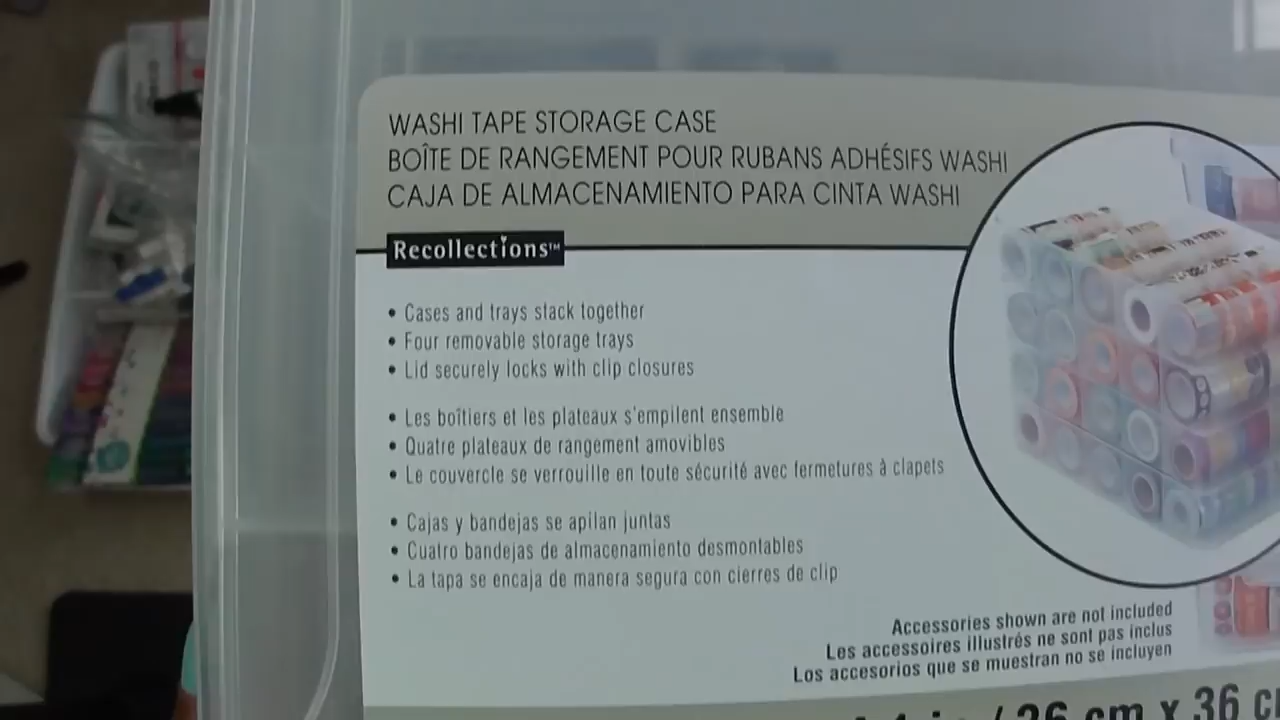 WASHI TAPE STORAGE CASE
BOÎTE DE RANGEMENT POUR RUBANS ADHÉSIFS WASHI
CAJA DE ALMACENAMIENTO PARA CINTA WASHI
Recollections™
• Cases and trays stack together
• Four removable storage trays
• Lid securely locks with clip closures
• Les boîtiers et les plateaux s'empilent ensemble
• Quatre plateaux de rangement amovibles
• Le couvercle se verrouille en toute sécurité avec fermetures à clapets
• Cajas y bandejas se apilan juntas
• Cuatro bandejas de almacenamiento desmontables
• La tapa se encaja de manera segura con cierres de clip
Accessories shown are not included
Les accessoires illustrés ne sont pas inclus
Los accesorios que se muestran no se incluyen
/ 36 cm x 36